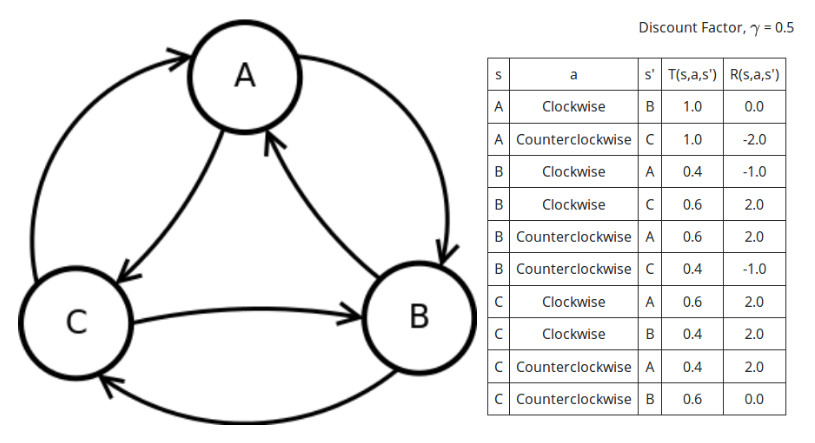 Discount Factor, γ = 0.5
A
C
B
s a s' T(s,a,s') R(s,a,s')
A Clockwise B 1.0 0.0
A Counterclockwise C 1.0 -2.0
B Clockwise A 0.4 -1.0
B Clockwise C 0.6 2.0
B Counterclockwise A 0.6 2.0
B Counterclockwise C 0.4 -1.0
C Clockwise A 0.6 2.0
C Clockwise B 0.4 2.0
C Counterclockwise A 0.4 2.0
C Counterclockwise B 0.6 0.0